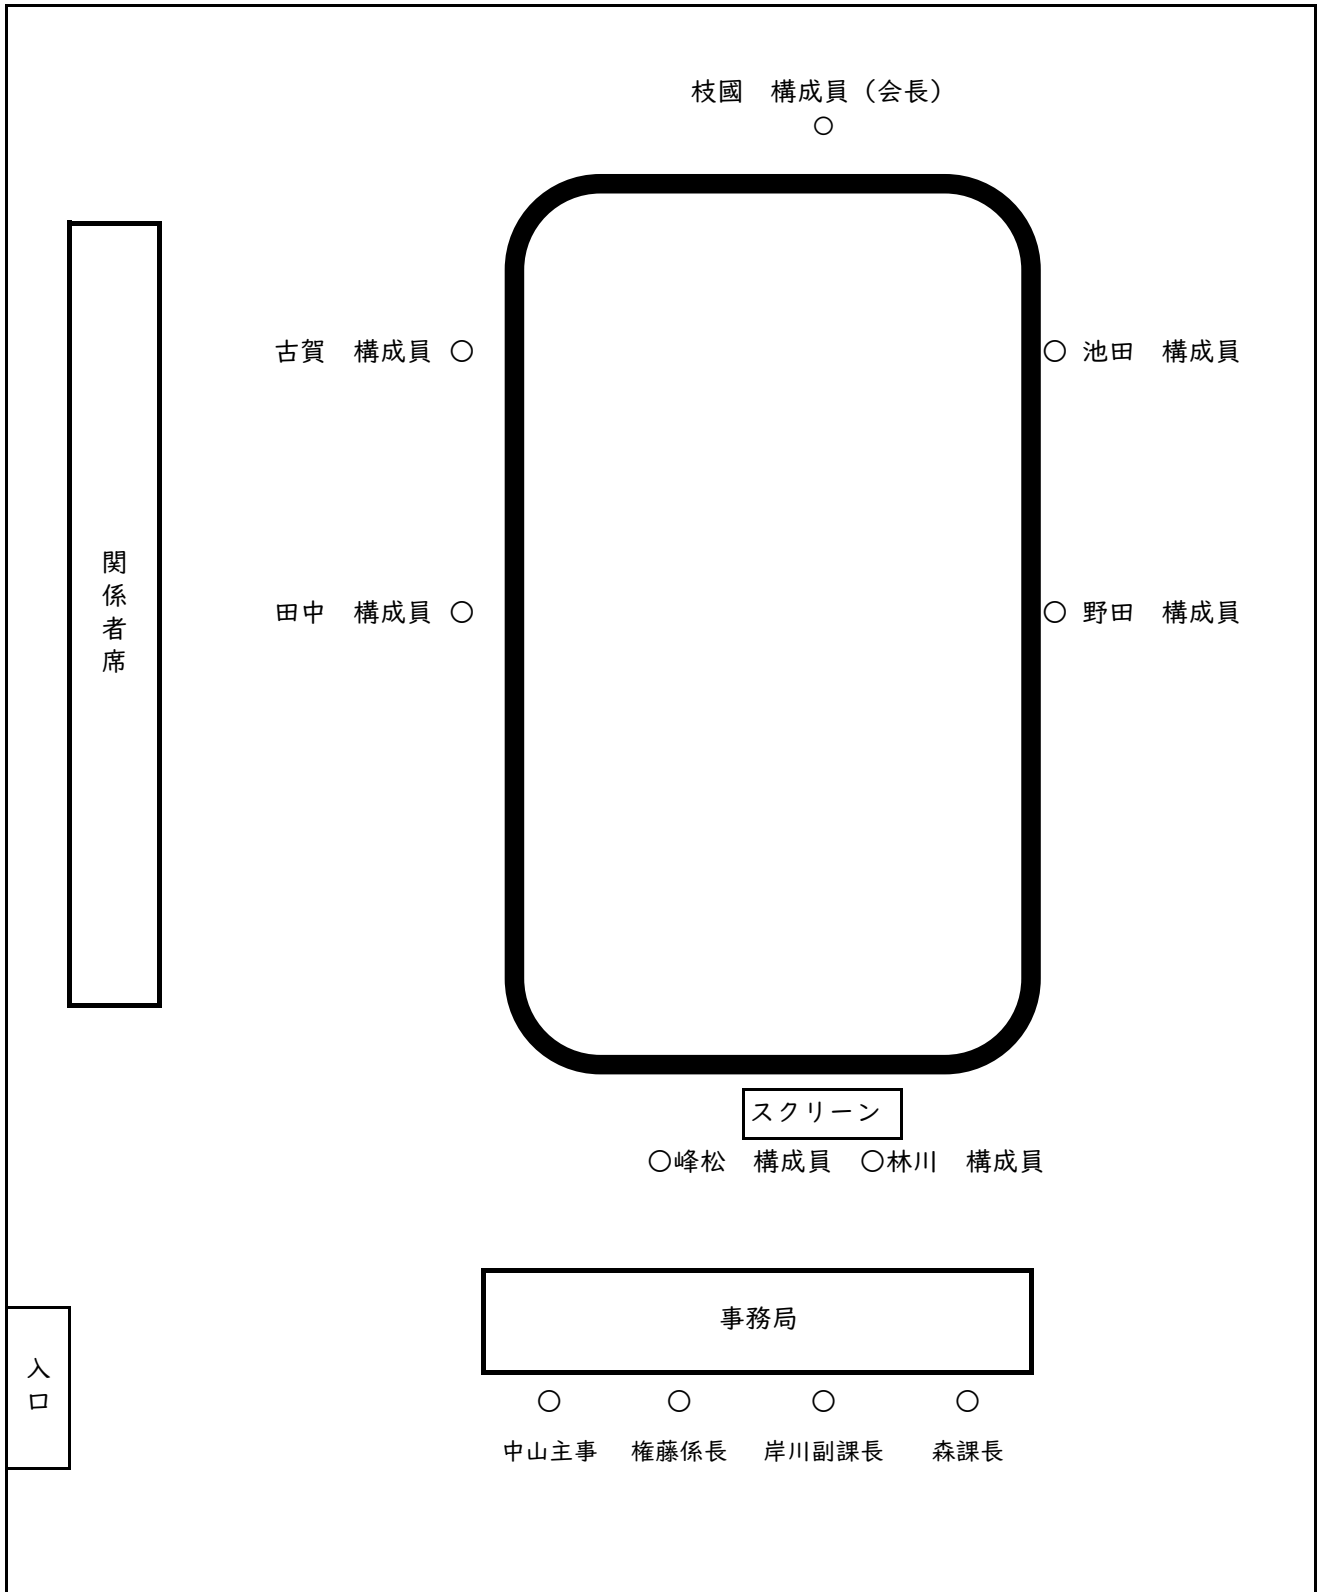 枝國　構成員（会長）
○
古賀　構成員 ○
○ 池田　構成員
関係者席
田中　構成員 ○
○ 野田　構成員
スクリーン
○峰松　構成員　○林川　構成員
事務局
入口
○ ○ ○ ○
中山主事 権藤係長 岸川副課長 森課長